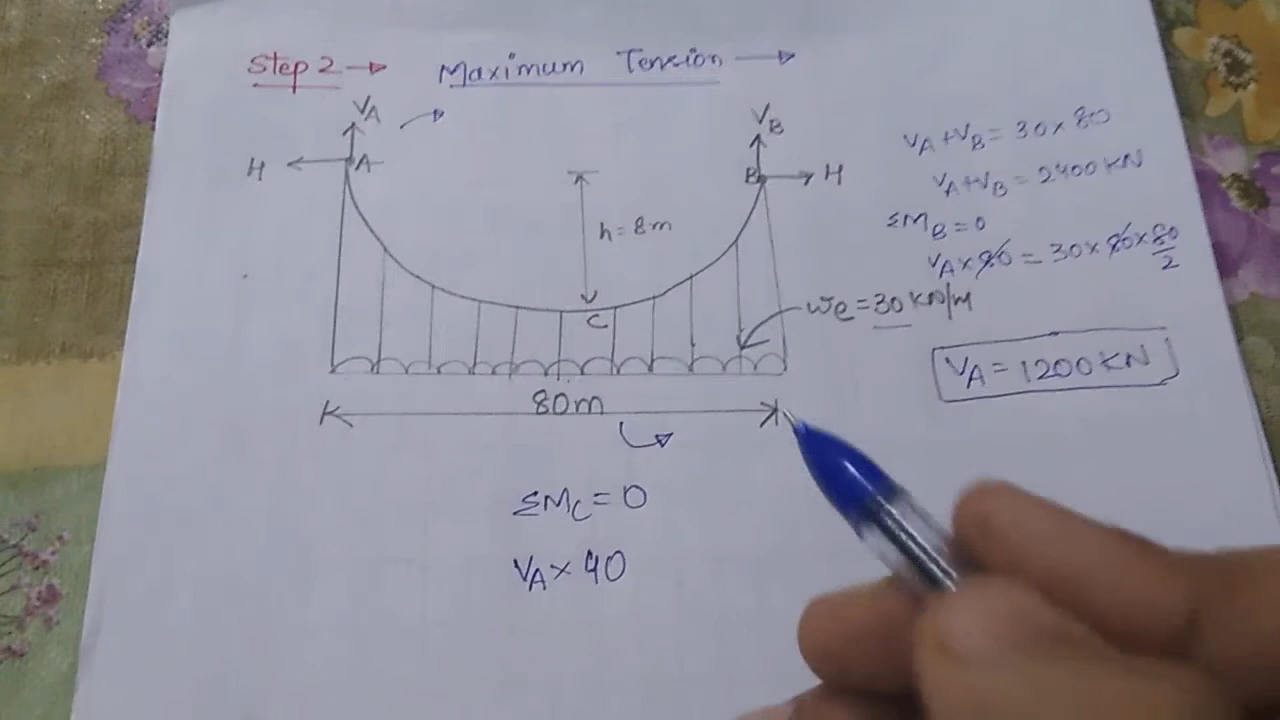 Step 2 → Maximum Tension →
VA
VB
H
A
B
H
h = 8m
C
we = 30 KN/m
80m
ΣMC = 0
VA × 40
VA + VB = 30 × 80
VA + VB = 2400 KN
ΣMB = 0
VA × 80 = 30 × 80 × 80/2
VA = 1200 KN